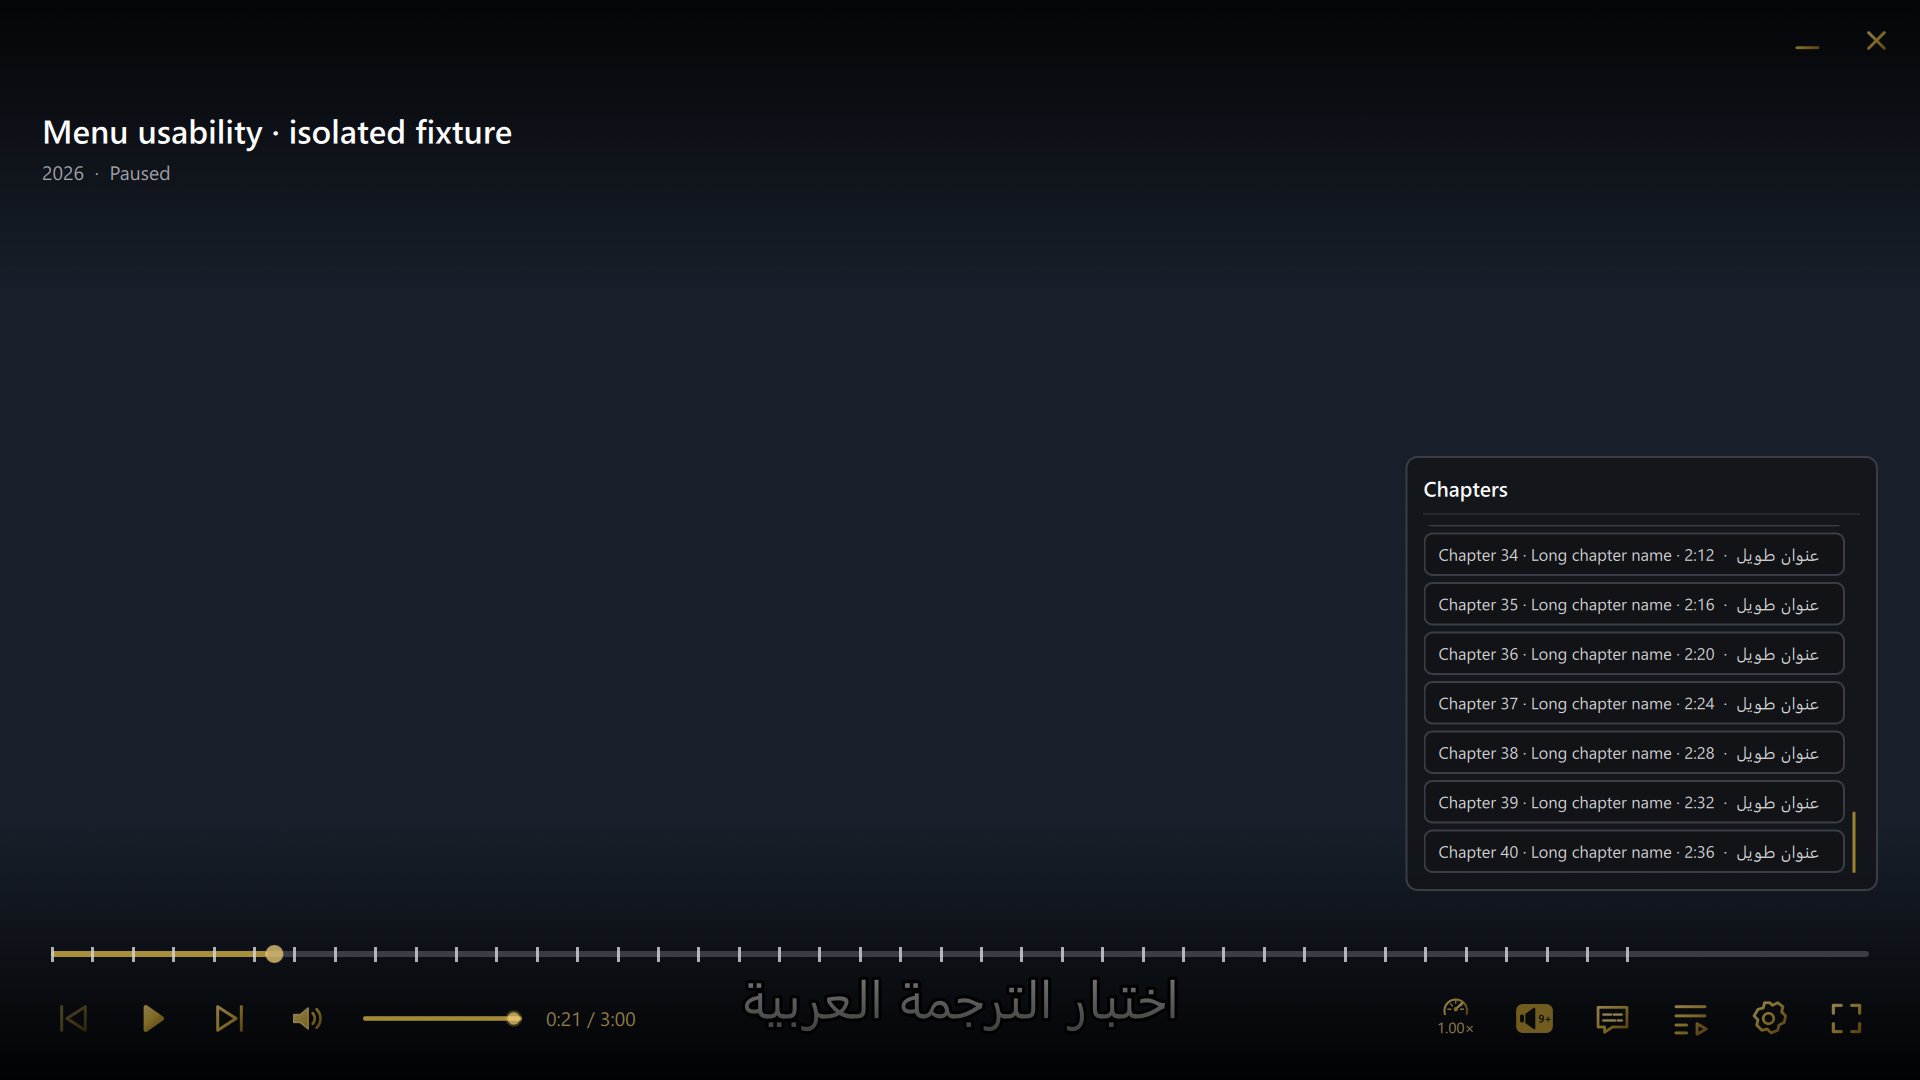 Menu usability · isolated fixture
2026 · Paused
Chapters
Chapter 34 · Long chapter name · 2:12 · عنوان طويل
Chapter 35 · Long chapter name · 2:16 · عنوان طويل
Chapter 36 · Long chapter name · 2:20 · عنوان طويل
Chapter 37 · Long chapter name · 2:24 · عنوان طويل
Chapter 38 · Long chapter name · 2:28 · عنوان طويل
Chapter 39 · Long chapter name · 2:32 · عنوان طويل
Chapter 40 · Long chapter name · 2:36 · عنوان طويل
اختبار الترجمة العربية
0:21 / 3:00
1.00×
9+